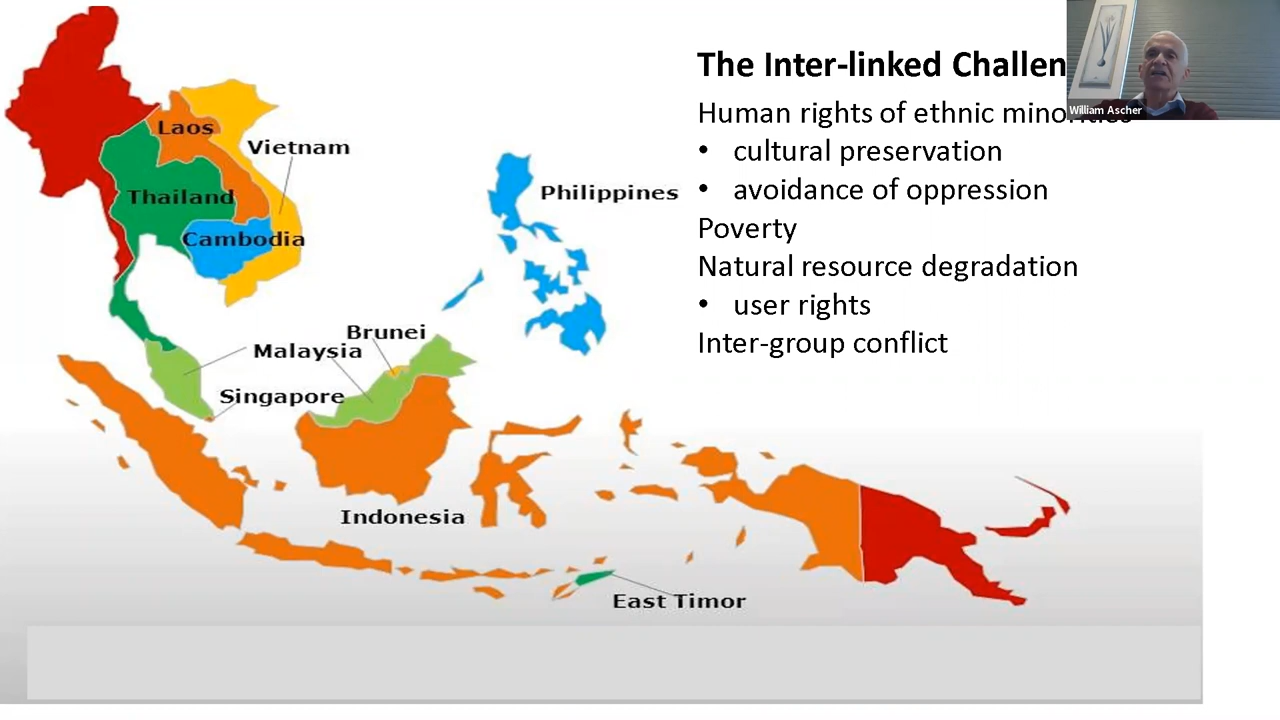 The Inter-linked Challen
William Ascher
Human rights of ethnic minorities
• cultural preservation
• avoidance of oppression
Poverty
Natural resource degradation
• user rights
Inter-group conflict
Laos
Vietnam
Thailand
Philippines
Cambodia
Brunei
Malaysia
Singapore
Indonesia
East Timor